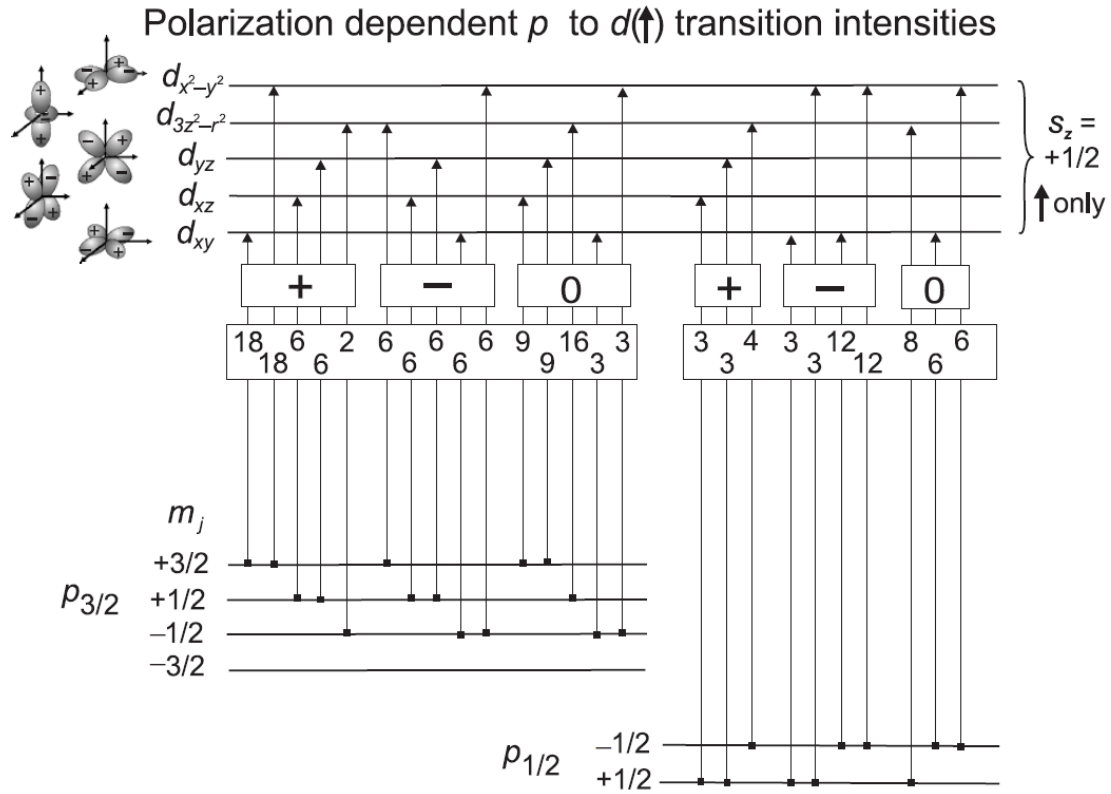 Polarization dependent p to d(↑) transition intensities
d_{x²–y²}
d_{3z²–r²}
d_{yz}
d_{xz}
d_{xy}
s_z =
+1/2
↑ only
+ − 0 + − 0
18 6 2 6 6 6 9 16 3 3 4 3 12 8 6
18 6 6 6 9 3 3 3 12 6
m_j
+3/2
p_{3/2} +1/2
−1/2
−3/2
p_{1/2} −1/2
+1/2